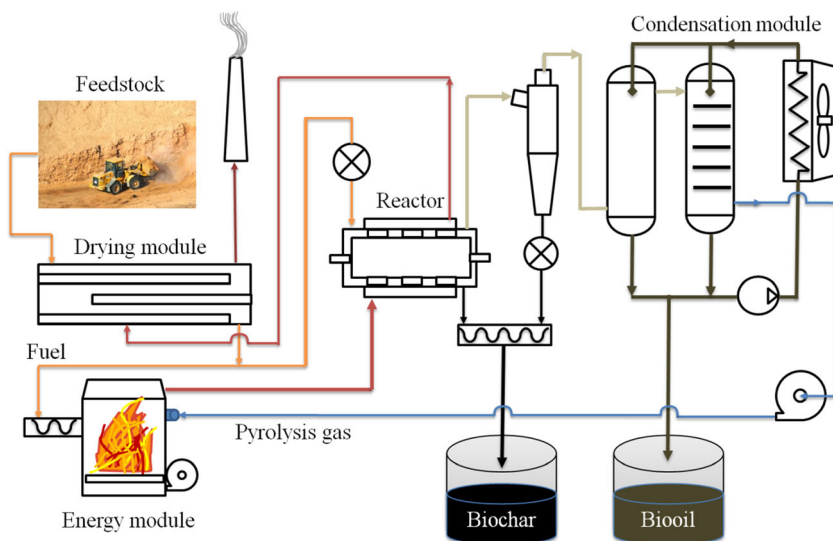 Condensation module
Feedstock
Reactor
Drying module
Fuel
Pyrolysis gas
Energy module
Biochar
Biooil